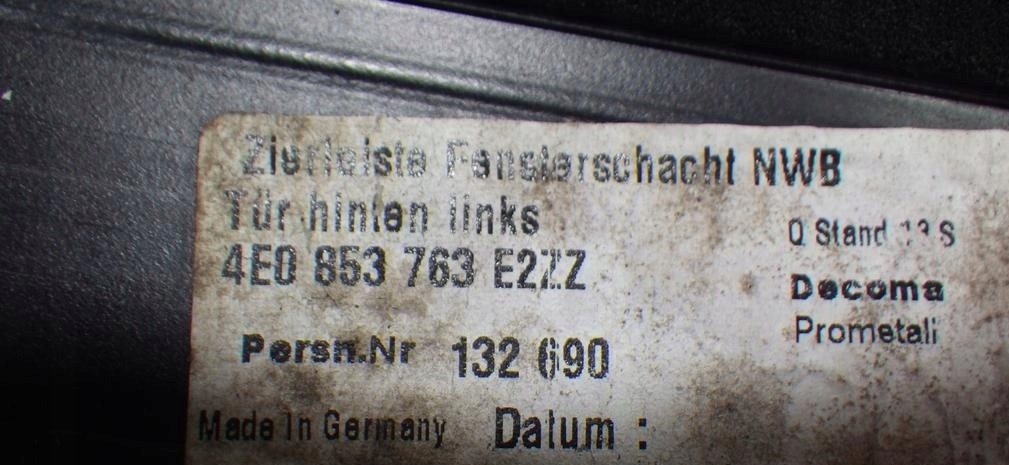 Zierleiste Fensterschacht NWB
Tür hinten links
4E0 853 763 E2ZZ
Q Stand S
Decoma
Prometall
Persn.Nr 132 690
Made In Germany Datum :